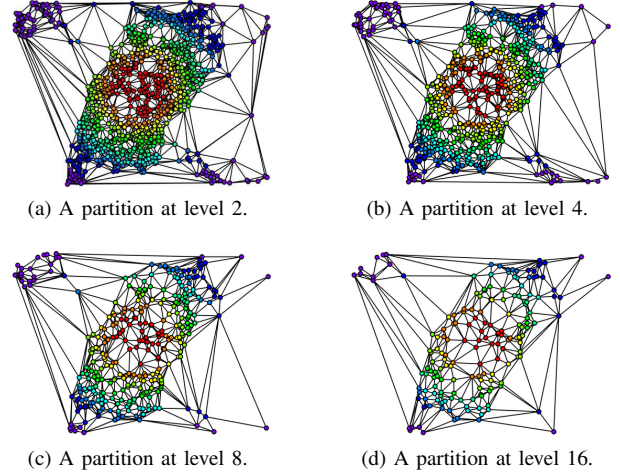 (a) A partition at level 2.
(b) A partition at level 4.
(c) A partition at level 8.
(d) A partition at level 16.